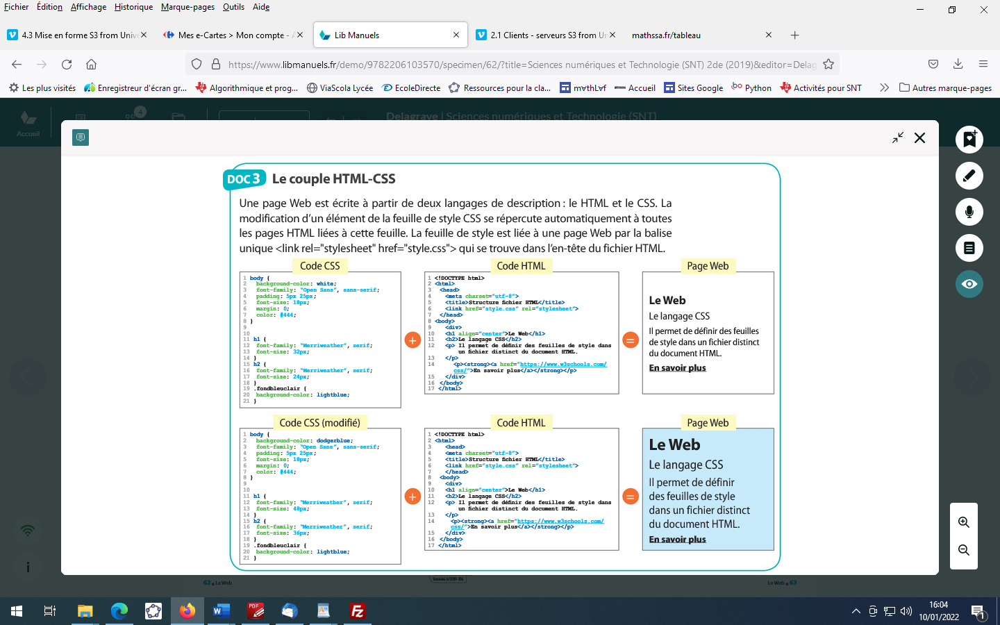 Fichier Édition Affichage Historique Marque-pages Outils Aide
4.3 Mise en forme S3 from Unive
Mes e-Cartes > Mon compte - A
Lib Manuels
2.1 Clients - serveurs S3 from Un
mathssa.fr/tableau
https://www.libmanuels.fr/demo/9782206103570/specimen/62/?title=Sciences numériques et Technologie (SNT) 2de (2019)&editor=Delag
Les plus visités Enregistreur d'écran gr... Algorithmique et prog... ViaScola Lycée EcoleDirecte Ressources pour la cla... m∀thL∀f Accueil Sites Google Python Activités pour SNT Autres marque-pages
4
Delagrave | Sciences numériques et Technologie (SNT)
Accueil
DOC 3 Le couple HTML-CSS
Une page Web est écrite à partir de deux langages de description : le HTML et le CSS. La
modification d'un élément de la feuille de style CSS se répercute automatiquement à toutes
les pages HTML liées à cette feuille. La feuille de style est liée à une page Web par la balise
unique <link rel="stylesheet" href="style.css"> qui se trouve dans l'en-tête du fichier HTML.
Code CSS
1 body {
2 background-color: white;
3 font-family: "Open Sans", sans-serif;
4 padding: 5px 25px;
5 font-size: 18px;
6 margin: 0;
7 color: #444;
8 }
9
10
11 h1 {
12 font-family: "Merriweather", serif;
13 font-size: 32px;
14 }
15 h2 {
16 font-family: "Merriweather", serif;
17 font-size: 24px;
18 }
19 .fondbleuclair {
20 background-color: lightblue;
21 }
+
Code HTML
1 <!DOCTYPE html>
2 <html>
3 <head>
4 <meta charset="utf-8">
5 <title>Structure fichier HTML</title>
6 <link href="style.css" rel="stylesheet">
7 </head>
8 <body>
9 <div>
10 <h1 align="center">Le Web</h1>
11 <h2>Le langage CSS</h2>
12 <p> Il permet de définir des feuilles de style dans
un fichier distinct du document HTML.
13 </p>
14 <p><strong><a href="https://www.w3schools.com/
css/">En savoir plus</a></strong></p>
15 </div>
16 </body>
17 </html>
=
Page Web
Le Web
Le langage CSS
Il permet de définir des feuilles
de style dans un fichier distinct
du document HTML.
En savoir plus
Code CSS (modifié)
1 body {
2 background-color: dodgerblue;
3 font-family: "Open Sans", sans-serif;
4 padding: 5px 25px;
5 font-size: 18px;
6 margin: 0;
7 color: #444;
8 }
9
10
11 h1 {
12 font-family: "Merriweather", serif;
13 font-size: 48px;
14 }
15 h2 {
16 font-family: "Merriweather", serif;
17 font-size: 36px;
18 }
19 .fondbleuclair {
20 background-color: lightblue;
21 }
+
Code HTML
1 <!DOCTYPE html>
2 <html>
3 <head>
4 <meta charset="utf-8">
5 <title>Structure fichier HTML</title>
6 <link href="style.css" rel="stylesheet">
7 </head>
8 <body>
9 <div>
10 <h1 align="center">Le Web</h1>
11 <h2>Le langage CSS</h2>
12 <p> Il permet de définir des feuilles de style dans
un fichier distinct du document HTML.
13 </p>
14 <p><strong><a href="https://www.w3schools.com/
css/">En savoir plus</a></strong></p>
15 </div>
16 </body>
17 </html>
=
Page Web
Le Web
Le langage CSS
Il permet de définir
des feuilles de style
dans un fichier distinct
du document HTML.
En savoir plus
62 Le Web
Le Web 63
16:04
10/01/2022
1